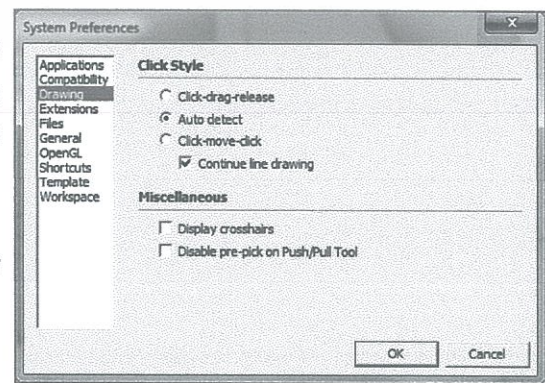 System Preferences
Applications
Compatibility
Drawing
Extensions
Files
General
OpenGL
Shortcuts
Template
Workspace
Click Style
Click-drag-release
Auto detect
Click-move-click
Continue line drawing
Miscellaneous
Display crosshairs
Disable pre-pick on Push/Pull Tool
OK
Cancel